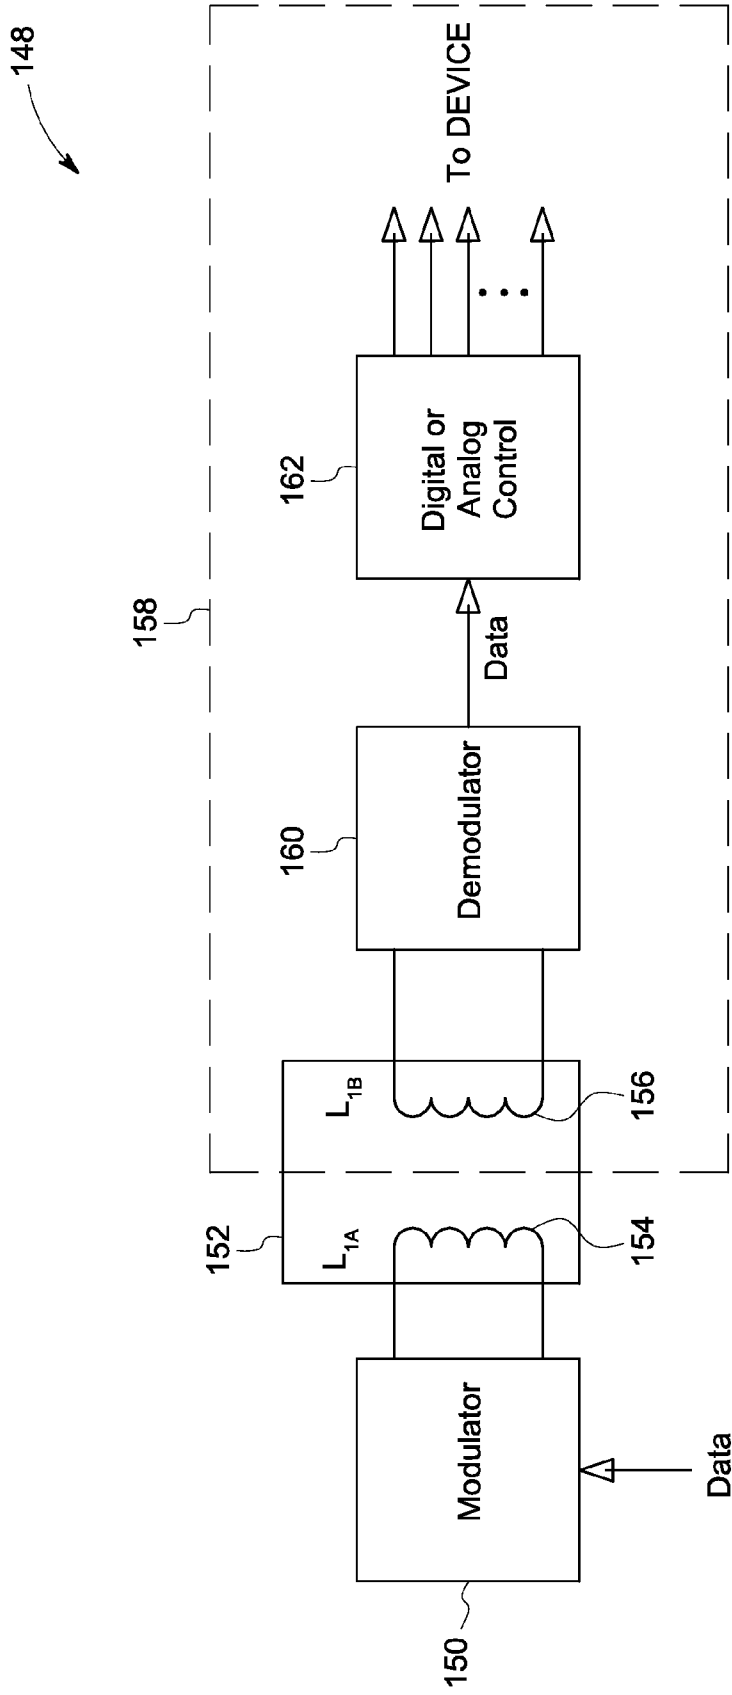 148
158
162
Digital or
Analog
Control
To DEVICE
160
Demodulator
Data
152
L1A
L1B
154
156
Modulator
150
Data